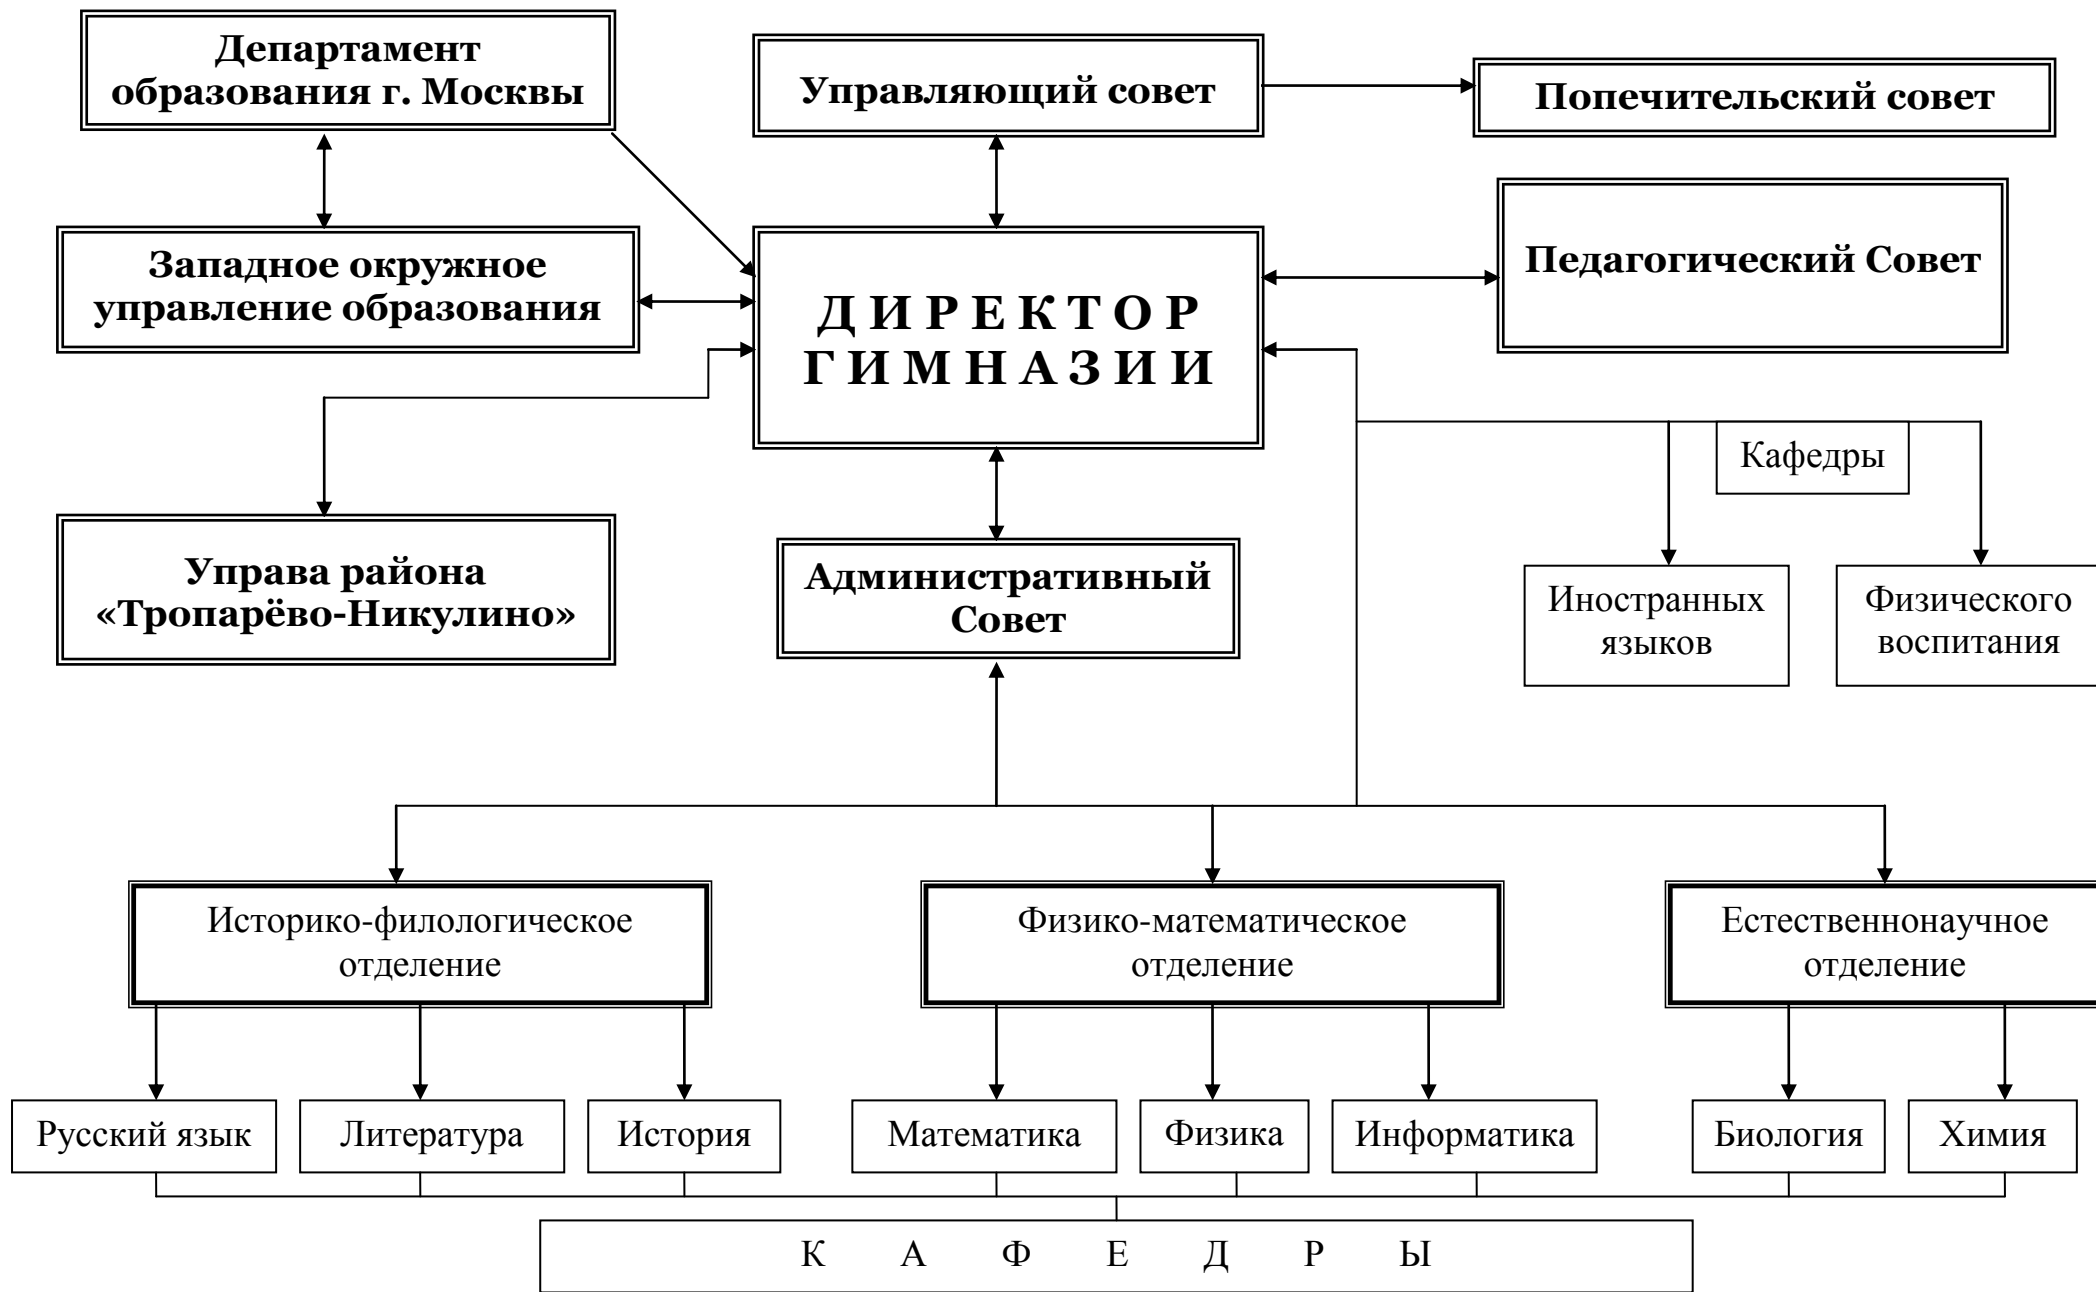 Департамент
образования г. Москвы
Управляющий совет
Попечительский совет
Западное окружное
управление образования
Д И Р Е К Т О Р
Г И М Н А З И И
Педагогический Совет
Кафедры
Управа района
«Тропарёво-Никулино»
Административный
Совет
Иностранных
языков
Физического
воспитания
Историко-филологическое
отделение
Физико-математическое
отделение
Естественнонаучное
отделение
Русский язык
Литература
История
Математика
Физика
Информатика
Биология
Химия
К А Ф Е Д Р Ы